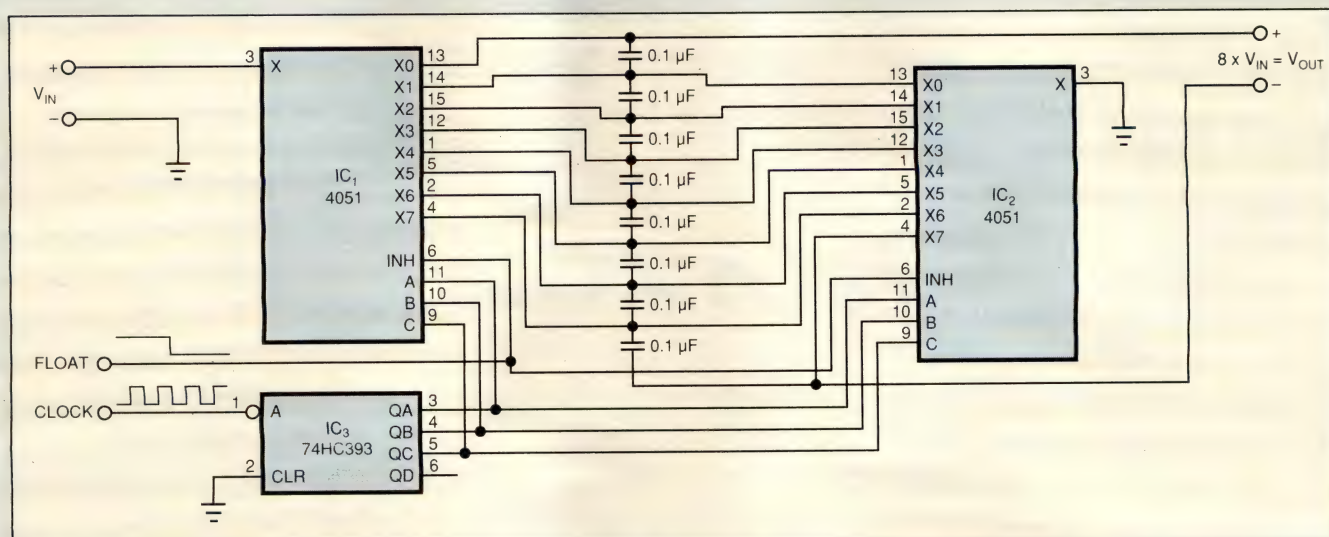 +
V_IN
−
3
X
X0
X1
X2
X3
X4
X5
X6
X7
INH
A
B
C
13
14
15
12
1
5
2
4
6
11
10
9
IC1
4051
0.1 µF
0.1 µF
0.1 µF
0.1 µF
0.1 µF
0.1 µF
0.1 µF
0.1 µF
13
14
15
12
1
5
2
4
6
11
10
9
X0
X1
X2
X3
X4
X5
X6
X7
INH
A
B
C
X
3
IC2
4051
+
8 x V_IN = V_OUT
−
FLOAT
CLOCK
1
A
2
CLR
IC3
74HC393
QA
QB
QC
QD
3
4
5
6